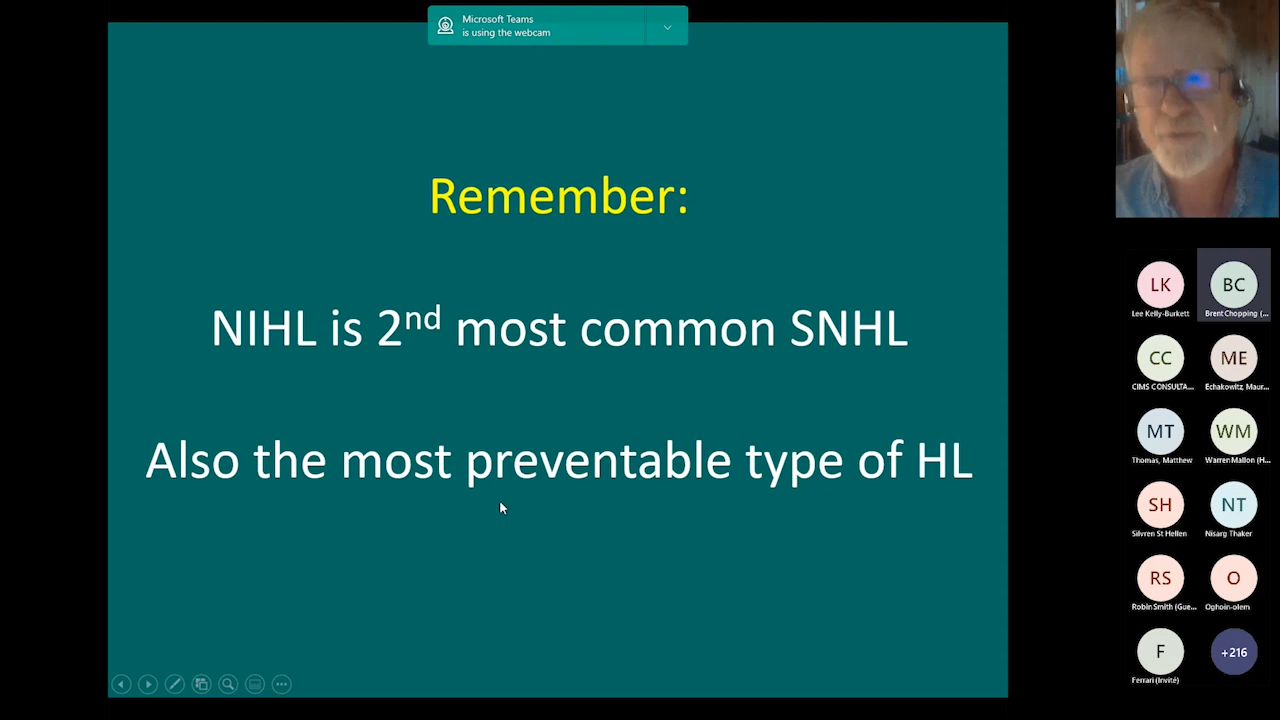 Microsoft Teams
is using the webcam
Remember:
NIHL is 2nd most common SNHL
Also the most preventable type of HL
LK
Lee Kelly-Burkett
BC
Brent Chopping (...
CC
CIMS CONSULTA...
ME
Echakowitz, Maur...
MT
Thomas, Matthew
WM
Warren Mallon (H...
SH
Silvren St Hellen
NT
Nisarg Thaker
RS
Robin Smith (Gue...
O
Oghoin-olem
F
Ferrari (Invité)
+216